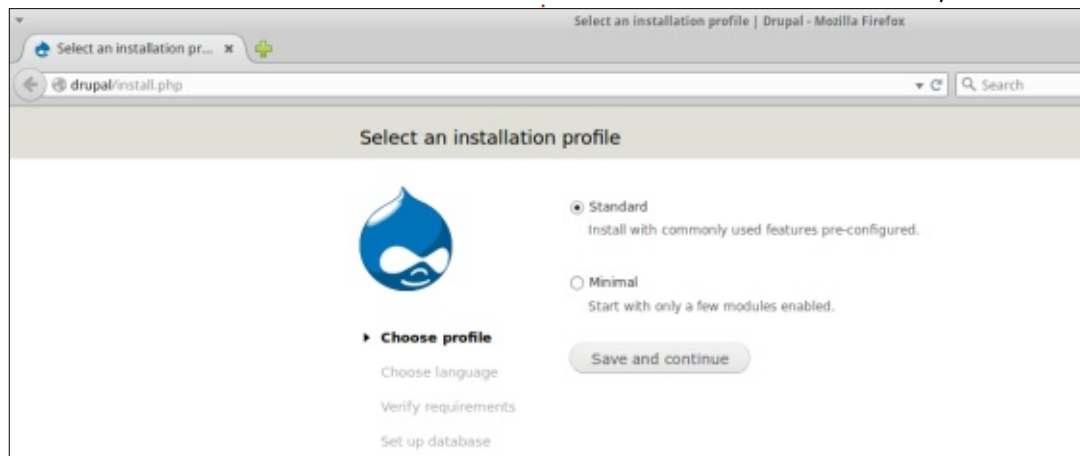 Select an installation profile | Drupal - Mozilla Firefox
Select an installation pr...
drupal/install.php
Search
Select an installation profile
Standard
Install with commonly used features pre-configured.
Minimal
Start with only a few modules enabled.
Save and continue
Choose profile
Choose language
Verify requirements
Set up database